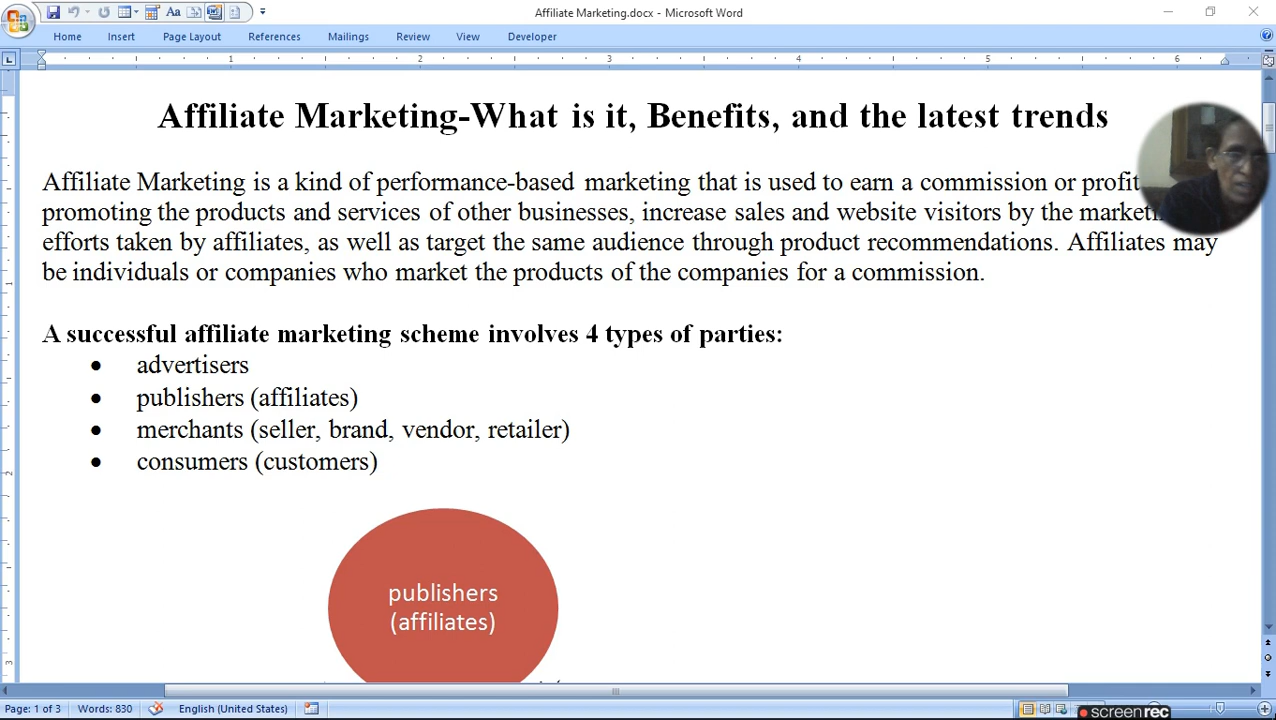 Affiliate Marketing.docx - Microsoft Word
Home Insert Page Layout References Mailings Review View Developer
1 2 3 4 5 6
Affiliate Marketing-What is it, Benefits, and the latest trends
Affiliate Marketing is a kind of performance-based marketing that is used to earn a commission or profit
promoting the products and services of other businesses, increase sales and website visitors by the
efforts taken by affiliates, as well as target the same audience through product recommendations. Affiliates may
be individuals or companies who market the products of the companies for a commission.
A successful affiliate marketing scheme involves 4 types of parties:
• advertisers
• publishers (affiliates)
• merchants (seller, brand, vendor, retailer)
• consumers (customers)
publishers
(affiliates)
Page: 1 of 3 Words: 830 English (United States)
screenrec